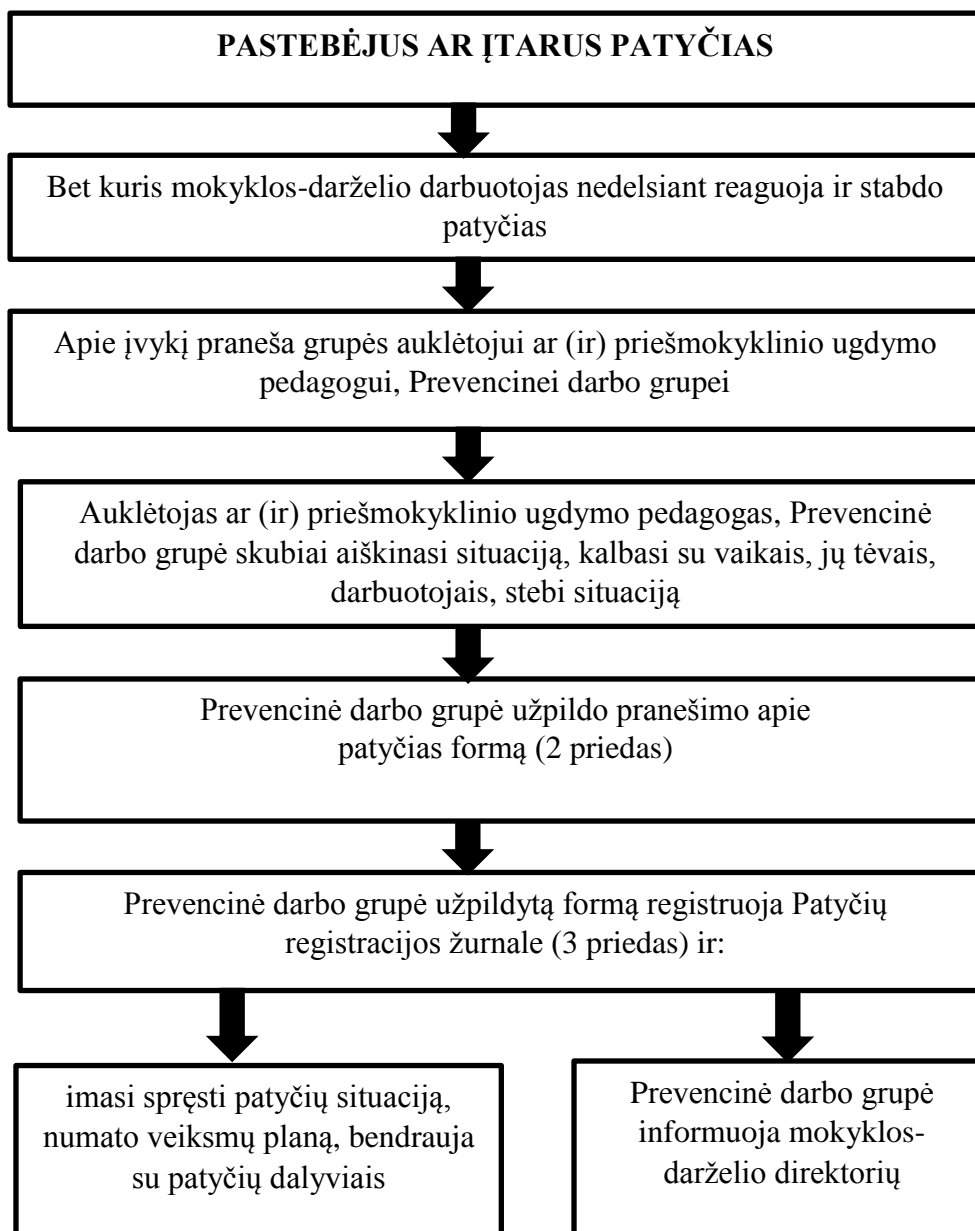 PASTEBĖJUS AR ĮTARUS PATYČIAS
Bet kuris mokyklos-darželio darbuotojas nedelsiant reaguoja ir stabdo
patyčias
Apie įvykį praneša grupės auklėtojui ar (ir) priešmokyklinio ugdymo
pedagogui, Prevencinei darbo grupei
Auklėtojas ar (ir) priešmokyklinio ugdymo pedagogas, Prevencinė
darbo grupė skubiai aiškinasi situaciją, kalbasi su vaikais, jų tėvais,
darbuotojais, stebi situaciją
Prevencinė darbo grupė užpildo pranešimo apie
patyčias formą (2 priedas)
Prevencinė darbo grupė užpildytą formą registruoja Patyčių
registracijos žurnale (3 priedas) ir:
imasi spręsti patyčių situaciją,
numato veiksmų planą, bendrauja
su patyčių dalyviais
Prevencinė darbo grupė
informuoja mokyklos-
darželio direktorių